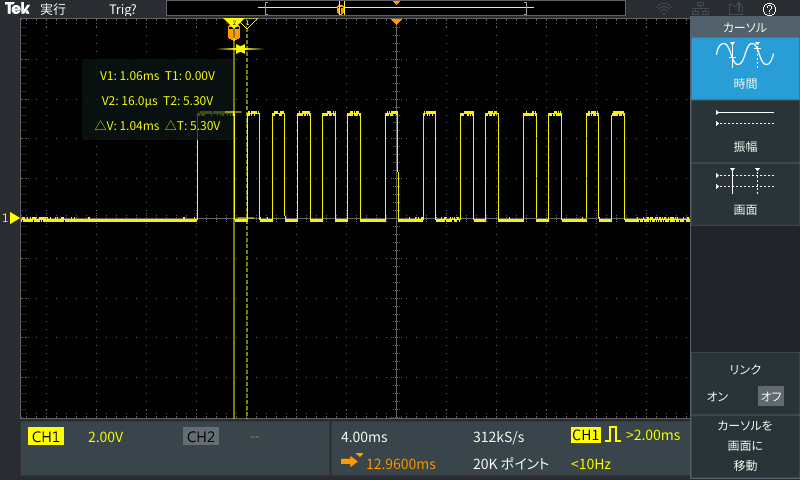 Tek 実行 Trig?
カーソル
2 1
T
V1: 1.06ms T1: 0.00V
V2: 16.0μs T2: 5.30V
△V: 1.04ms △T: 5.30V
時間
振幅
画面
1
リンク
オン オフ
カーソルを
画面に
移動
CH1 2.00V CH2 -- 4.00ms 312kS/s CH1 >2.00ms
12.9600ms 20K ポイント <10Hz